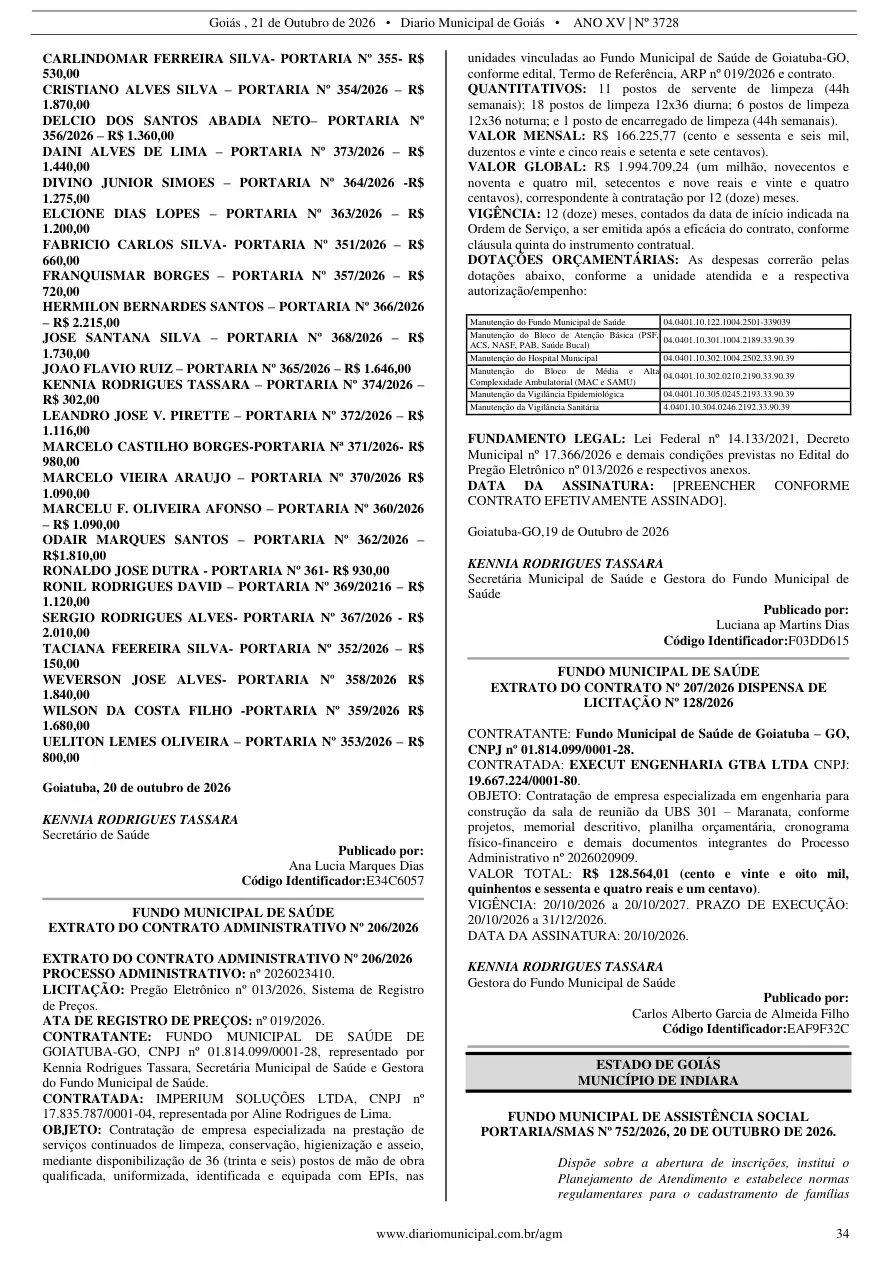 Goiás , 21 de Outubro de 2026 • Diario Municipal de Goiás • ANO XV | Nº 3728
CARLINDOMAR FERREIRA SILVA- PORTARIA Nº 355- R$
530,00
CRISTIANO ALVES SILVA – PORTARIA Nº 354/2026 – R$
1.870,00
DELCIO DOS SANTOS ABADIA NETO– PORTARIA Nº
356/2026 – R$ 1.360,00
DAINI ALVES DE LIMA – PORTARIA Nº 373/2026 – R$
1.440,00
DIVINO JUNIOR SIMOES – PORTARIA Nº 364/2026 -R$
1.275,00
ELCIONE DIAS LOPES – PORTARIA Nº 363/2026 – R$
1.200,00
FABRICIO CARLOS SILVA- PORTARIA Nº 351/2026 – R$
660,00
FRANQUISMAR BORGES – PORTARIA Nº 357/2026 – R$
720,00
HERMILON BERNARDES SANTOS – PORTARIA Nº 366/2026
– R$ 2.215,00
JOSE SANTANA SILVA – PORTARIA Nº 368/2026 – R$
1.730,00
JOAO FLAVIO RUIZ – PORTARIA Nº 365/2026 – R$ 1.646,00
KENNIA RODRIGUES TASSARA – PORTARIA Nº 374/2026 –
R$ 302,00
LEANDRO JOSE V. PIRETTE – PORTARIA Nº 372/2026 – R$
1.116,00
MARCELO CASTILHO BORGES-PORTARIA Nª 371/2026- R$
980,00
MARCELO VIEIRA ARAUJO – PORTARIA Nº 370/2026 R$
1.090,00
MARCELU F. OLIVEIRA AFONSO – PORTARIA Nº 360/2026
– R$ 1.090,00
ODAIR MARQUES SANTOS – PORTARIA Nº 362/2026 –
R$1.810,00
RONALDO JOSE DUTRA - PORTARIA Nº 361- R$ 930,00
RONIL RODRIGUES DAVID – PORTARIA Nº 369/20216 – R$
1.120,00
SERGIO RODRIGUES ALVES- PORTARIA Nº 367/2026 - R$
2.010,00
TACIANA FEEREIRA SILVA- PORTARIA Nº 352/2026 – R$
150,00
WEVERSON JOSE ALVES- PORTARIA Nº 358/2026 R$
1.840,00
WILSON DA COSTA FILHO -PORTARIA Nº 359/2026 R$
1.680,00
UELITON LEMES OLIVEIRA – PORTARIA Nº 353/2026 – R$
800,00
Goiatuba, 20 de outubro de 2026
KENNIA RODRIGUES TASSARA
Secretário de Saúde
Publicado por:
Ana Lucia Marques Dias
Código Identificador:E34C6057
FUNDO MUNICIPAL DE SAÚDE
EXTRATO DO CONTRATO ADMINISTRATIVO Nº 206/2026
EXTRATO DO CONTRATO ADMINISTRATIVO Nº 206/2026
PROCESSO ADMINISTRATIVO: nº 2026023410.
LICITAÇÃO: Pregão Eletrônico nº 013/2026, Sistema de Registro
de Preços.
ATA DE REGISTRO DE PREÇOS: nº 019/2026.
CONTRATANTE: FUNDO MUNICIPAL DE SAÚDE DE
GOIATUBA-GO, CNPJ nº 01.814.099/0001-28, representado por
Kennia Rodrigues Tassara, Secretária Municipal de Saúde e Gestora
do Fundo Municipal de Saúde.
CONTRATADA: IMPERIUM SOLUÇÕES LTDA, CNPJ nº
17.835.787/0001-04, representada por Aline Rodrigues de Lima.
OBJETO: Contratação de empresa especializada na prestação de
serviços continuados de limpeza, conservação, higienização e asseio,
mediante disponibilização de 36 (trinta e seis) postos de mão de obra
qualificada, uniformizada, identificada e equipada com EPIs, nas
unidades vinculadas ao Fundo Municipal de Saúde de Goiatuba-GO,
conforme edital, Termo de Referência, ARP nº 019/2026 e contrato.
QUANTITATIVOS: 11 postos de servente de limpeza (44h
semanais); 18 postos de limpeza 12x36 diurna; 6 postos de limpeza
12x36 noturna; e 1 posto de encarregado de limpeza (44h semanais).
VALOR MENSAL: R$ 166.225,77 (cento e sessenta e seis mil,
duzentos e vinte e cinco reais e setenta e sete centavos).
VALOR GLOBAL: R$ 1.994.709,24 (um milhão, novecentos e
noventa e quatro mil, setecentos e nove reais e vinte e quatro
centavos), correspondente à contratação por 12 (doze) meses.
VIGÊNCIA: 12 (doze) meses, contados da data de início indicada na
Ordem de Serviço, a ser emitida após a eficácia do contrato, conforme
cláusula quinta do instrumento contratual.
DOTAÇÕES ORÇAMENTÁRIAS: As despesas correrão pelas
dotações abaixo, conforme a unidade atendida e a respectiva
autorização/empenho:
Manutenção do Fundo Municipal de Saúde 04.0401.10.122.1004.2501-339039
Manutenção do Bloco de Atenção Básica (PSF,
ACS, NASF, PAB, Saúde Bucal) 04.0401.10.301.1004.2189.33.90.39
Manutenção do Hospital Municipal 04.0401.10.302.1004.2502.33.90.39
Manutenção do Bloco de Média e Alta
Complexidade Ambulatorial (MAC e SAMU) 04.0401.10.302.0210.2190.33.90.39
Manutenção da Vigilância Epidemiológica 04.0401.10.305.0245.2193.33.90.39
Manutenção da Vigilância Sanitária 4.0401.10.304.0246.2192.33.90.39
FUNDAMENTO LEGAL: Lei Federal nº 14.133/2021, Decreto
Municipal nº 17.366/2026 e demais condições previstas no Edital do
Pregão Eletrônico nº 013/2026 e respectivos anexos.
DATA DA ASSINATURA: [PREENCHER CONFORME
CONTRATO EFETIVAMENTE ASSINADO].
Goiatuba-GO,19 de Outubro de 2026
KENNIA RODRIGUES TASSARA
Secretária Municipal de Saúde e Gestora do Fundo Municipal de
Saúde
Publicado por:
Luciana ap Martins Dias
Código Identificador:F03DD615
FUNDO MUNICIPAL DE SAÚDE
EXTRATO DO CONTRATO Nº 207/2026 DISPENSA DE
LICITAÇÃO Nº 128/2026
CONTRATANTE: Fundo Municipal de Saúde de Goiatuba – GO,
CNPJ nº 01.814.099/0001-28.
CONTRATADA: EXECUT ENGENHARIA GTBA LTDA CNPJ:
19.667.224/0001-80.
OBJETO: Contratação de empresa especializada em engenharia para
construção da sala de reunião da UBS 301 – Maranata, conforme
projetos, memorial descritivo, planilha orçamentária, cronograma
físico-financeiro e demais documentos integrantes do Processo
Administrativo nº 2026020909.
VALOR TOTAL: R$ 128.564,01 (cento e vinte e oito mil,
quinhentos e sessenta e quatro reais e um centavo).
VIGÊNCIA: 20/10/2026 a 20/10/2027. PRAZO DE EXECUÇÃO:
20/10/2026 a 31/12/2026.
DATA DA ASSINATURA: 20/10/2026.
KENNIA RODRIGUES TASSARA
Gestora do Fundo Municipal de Saúde
Publicado por:
Carlos Alberto Garcia de Almeida Filho
Código Identificador:EAF9F32C
ESTADO DE GOIÁS
MUNICÍPIO DE INDIARA
FUNDO MUNICIPAL DE ASSISTÊNCIA SOCIAL
PORTARIA/SMAS Nº 752/2026, 20 DE OUTUBRO DE 2026.
Dispõe sobre a abertura de inscrições, institui o
Planejamento de Atendimento e estabelece normas
regulamentares para o cadastramento de famílias
www.diariomunicipal.com.br/agm 34